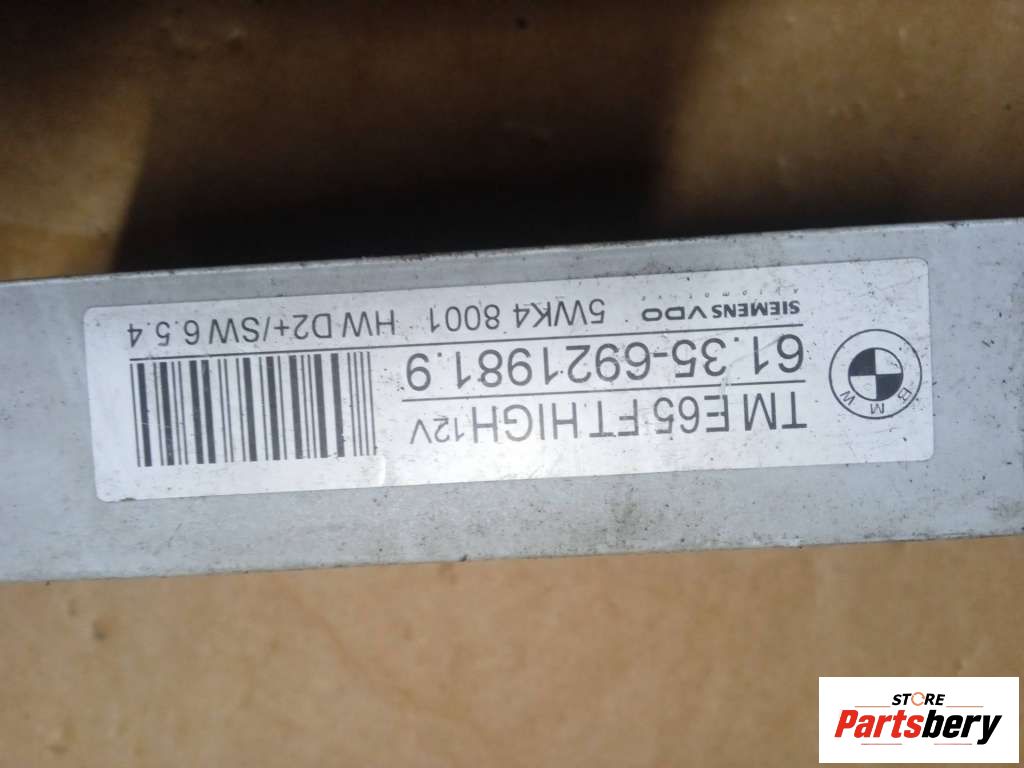 BMW
TM E65 FT HIGH 12V
61.35-6921981.9
SIEMENS VDO
Automotive
5WK4 8001 HW D2+/SW 6.5.4
STORE
Partsbery